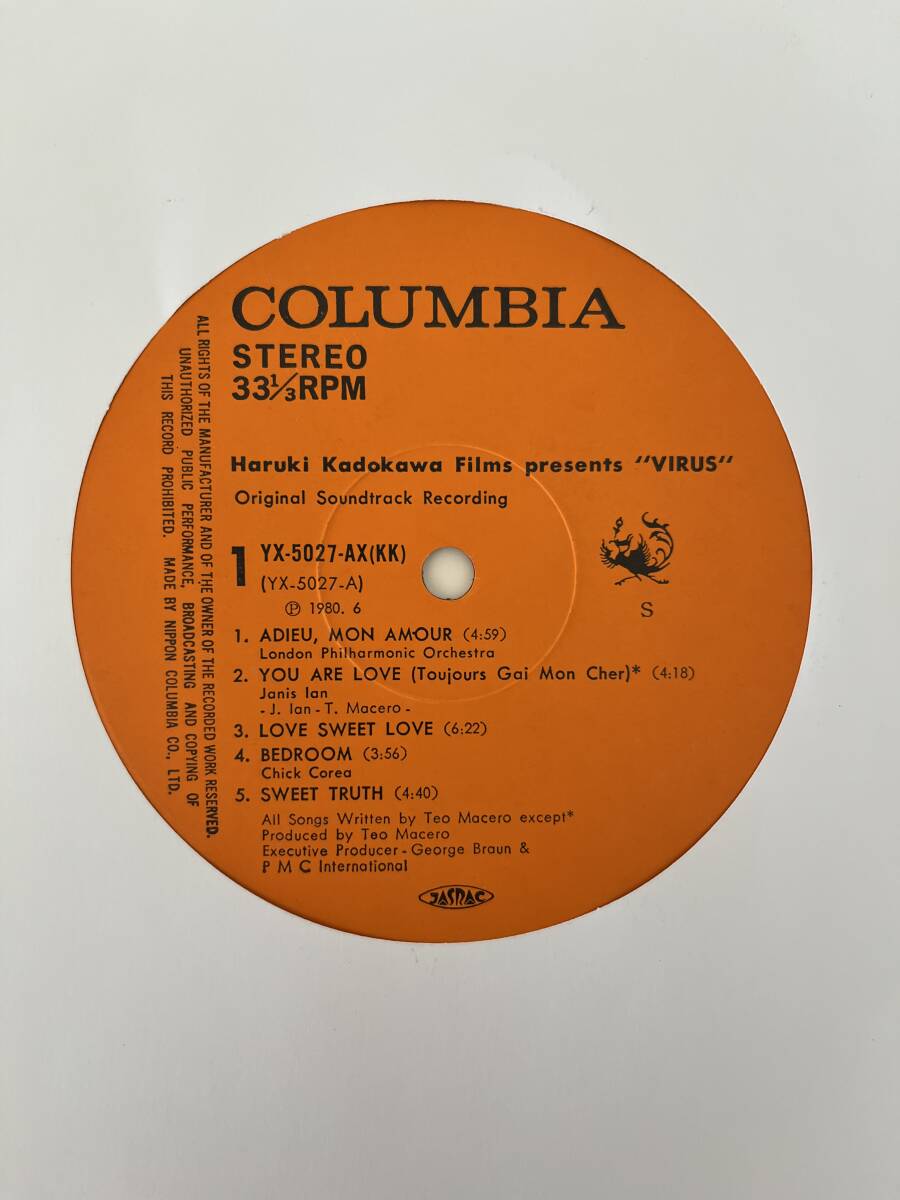 COLUMBIA
STEREO
33⅓RPM
Haruki Kadokawa Films presents "VIRUS"
Original Soundtrack Recording
1 YX-5027-AX(KK)
(YX-5027-A)
Ⓟ 1980. 6
S
1. ADIEU, MON AMOUR (4:59)
London Philharmonic Orchestra
2. YOU ARE LOVE (Toujours Gai Mon Cher)* (4:18)
Janis Ian
- J. Ian - T. Macero -
3. LOVE SWEET LOVE (6:22)
4. BEDROOM (3:56)
Chick Corea
5. SWEET TRUTH (4:40)
All Songs Written by Teo Macero except*
Produced by Teo Macero
Executive Producer - George Braun &
P M C International
JASRAC
ALL RIGHTS OF THE MANUFACTURER AND OF THE OWNER OF THE RECORDED WORK RESERVED.
UNAUTHORIZED PUBLIC PERFORMANCE, BROADCASTING AND COPYING OF
THIS RECORD PROHIBITED. MADE BY NIPPON COLUMBIA CO., LTD.